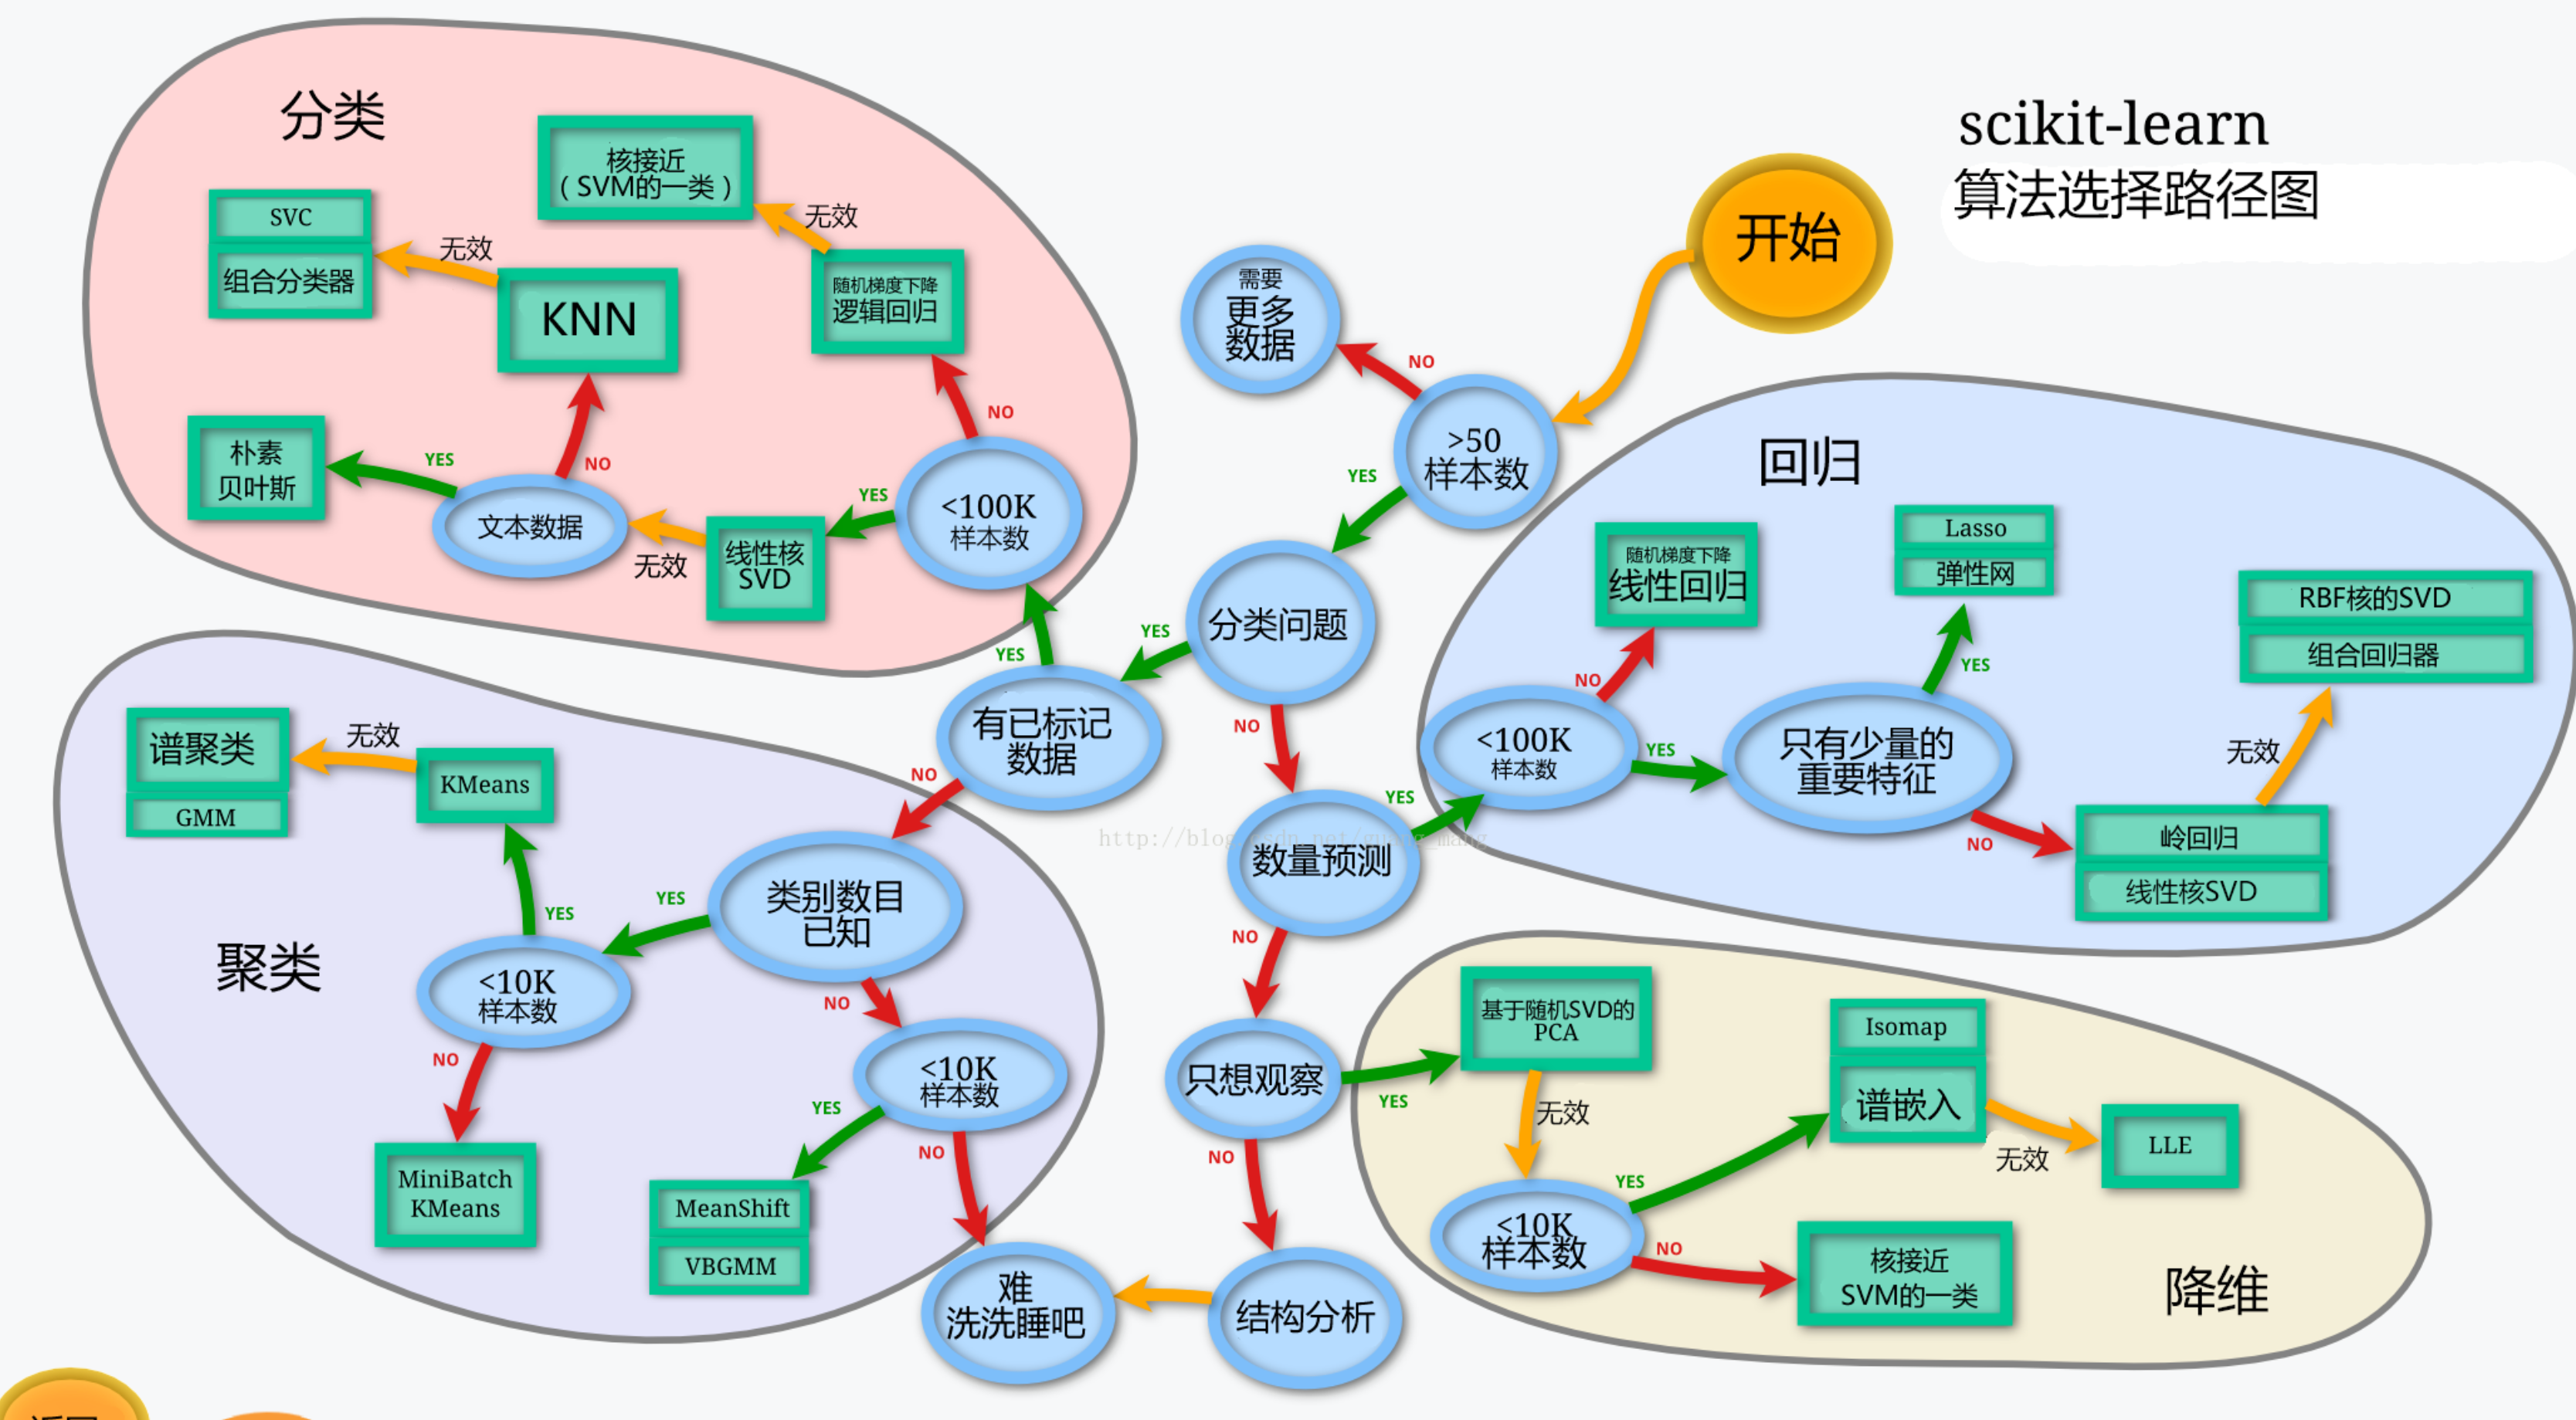 scikit-learn
算法选择路径图
开始
>50
样本数
NO
需要
更多
数据
YES
分类问题
YES
有已标记
数据
YES
<100K
样本数
分类
NO
随机梯度下降
逻辑回归
无效
核接近
（SVM的一类）
YES
线性核
SVD
无效
文本数据
YES
朴素
贝叶斯
NO
KNN
无效
SVC
组合分类器
NO
类别数目
已知
聚类
YES
<10K
样本数
YES
KMeans
无效
谱聚类
GMM
NO
MiniBatch
KMeans
NO
<10K
样本数
YES
MeanShift
VBGMM
NO
难
洗洗睡吧
NO
数量预测
YES
回归
<100K
样本数
NO
随机梯度下降
线性回归
YES
只有少量的
重要特征
YES
Lasso
弹性网
NO
岭回归
线性核SVD
无效
RBF核的SVD
组合回归器
NO
只想观察
YES
基于随机SVD的
PCA
无效
<10K
样本数
YES
Isomap
谱嵌入
无效
LLE
NO
核接近
SVM的一类
降维
NO
结构分析